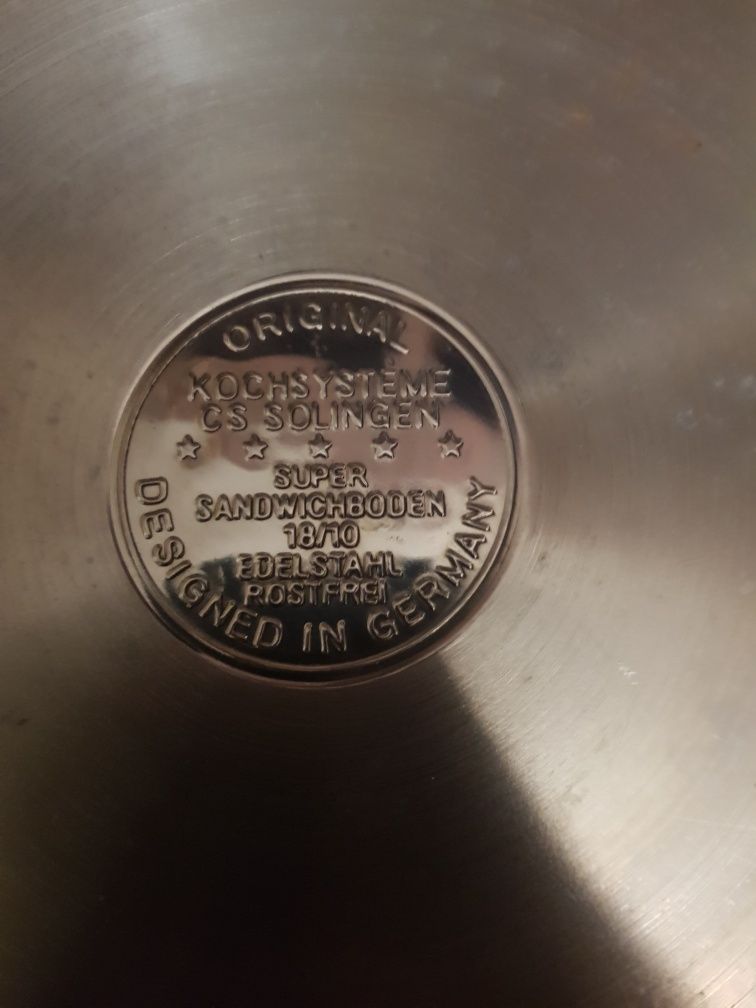 ORIGINAL
KOCHSYSTEME
CS SOLINGEN
SUPER
SANDWICHBODEN
18/10
EDELSTAHL
ROSTFREI
DESIGNED IN GERMANY